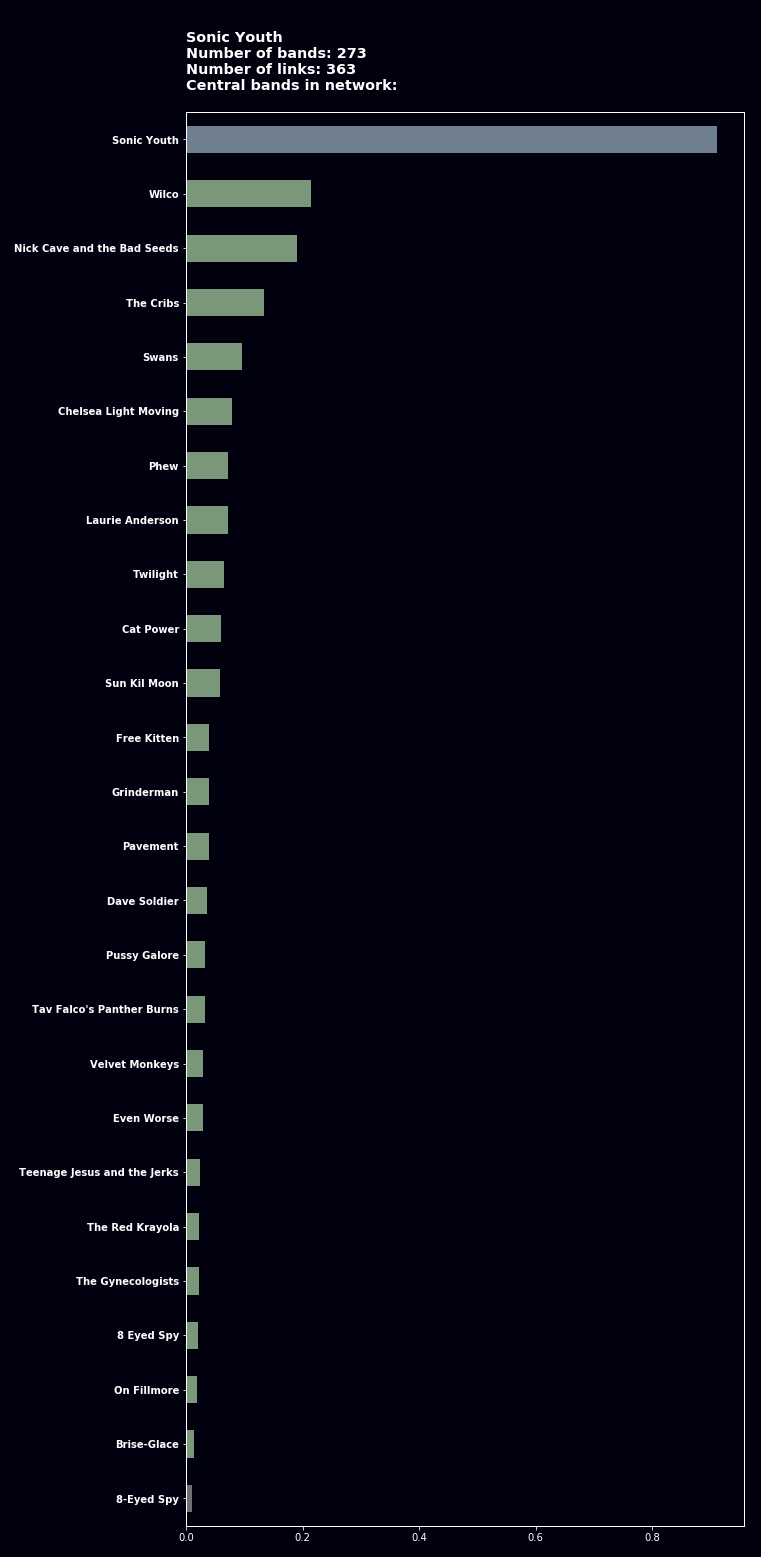 Sonic Youth
Number of bands: 273
Number of links: 363
Central bands in network:
Sonic Youth
Wilco
Nick Cave and the Bad Seeds
The Cribs
Swans
Chelsea Light Moving
Phew
Laurie Anderson
Twilight
Cat Power
Sun Kil Moon
Free Kitten
Grinderman
Pavement
Dave Soldier
Pussy Galore
Tav Falco's Panther Burns
Velvet Monkeys
Even Worse
Teenage Jesus and the Jerks
The Red Krayola
The Gynecologists
8 Eyed Spy
On Fillmore
Brise-Glace
8-Eyed Spy
0.0 0.2 0.4 0.6 0.8